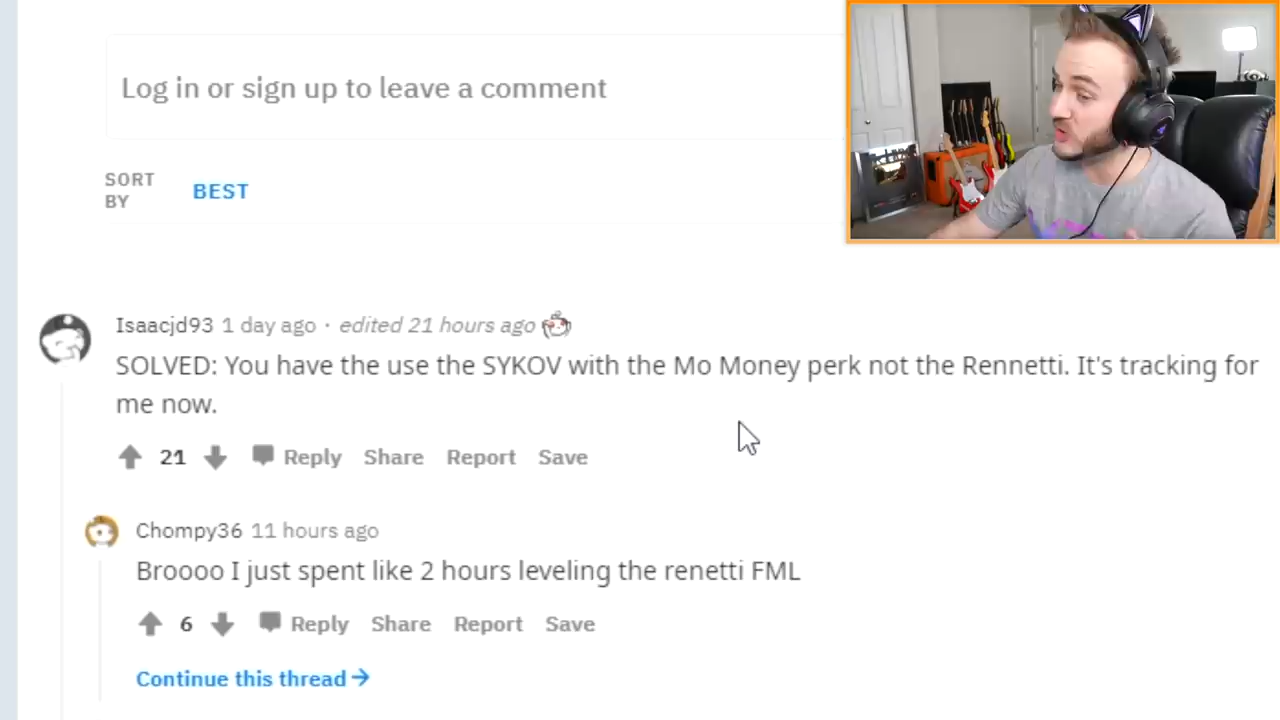 Log in or sign up to leave a comment
SORT
BY
BEST
Isaacjd93 1 day ago · edited 21 hours ago
SOLVED: You have the use the SYKOV with the Mo Money perk not the Rennetti. It's tracking for
me now.
21 Reply Share Report Save
Chompy36 11 hours ago
Broooo I just spent like 2 hours leveling the renetti FML
6 Reply Share Report Save
Continue this thread →